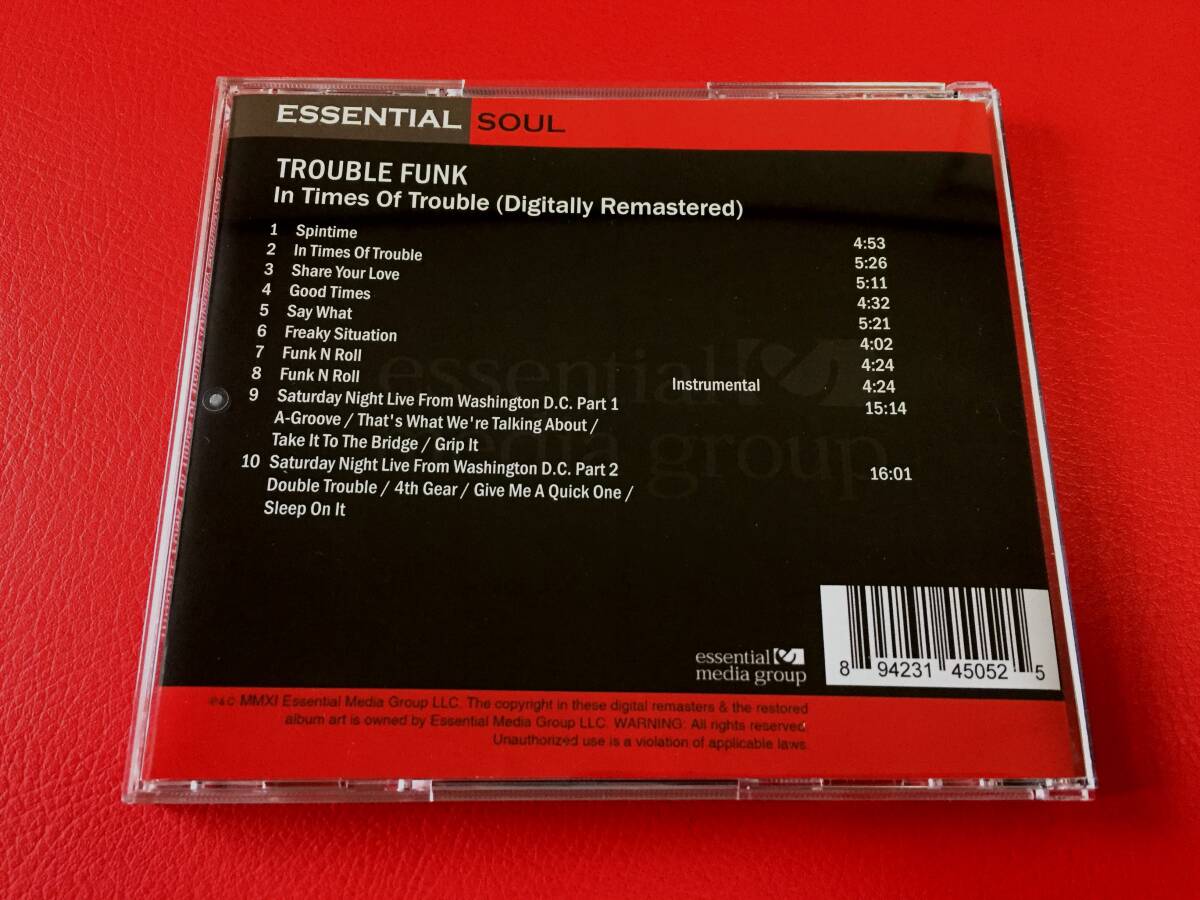 ESSENTIAL SOUL
TROUBLE FUNK
In Times Of Trouble (Digitally Remastered)
1 Spintime 4:53
2 In Times Of Trouble 5:26
3 Share Your Love 5:11
4 Good Times 4:32
5 Say What 5:21
6 Freaky Situation 4:02
7 Funk N Roll 4:24
8 Funk N Roll Instrumental 4:24
9 Saturday Night Live From Washington D.C. Part 1 15:14
A-Groove / That's What We're Talking About /
Take It To The Bridge / Grip It
10 Saturday Night Live From Washington D.C. Part 2 16:01
Double Trouble / 4th Gear / Give Me A Quick One /
Sleep On It
essential
media group
essential
media group
8 94231 45052 5
℗&© MMXI Essential Media Group LLC. The copyright in these digital remasters & the restored
album art is owned by Essential Media Group LLC. WARNING: All rights reserved.
Unauthorized use is a violation of applicable laws.